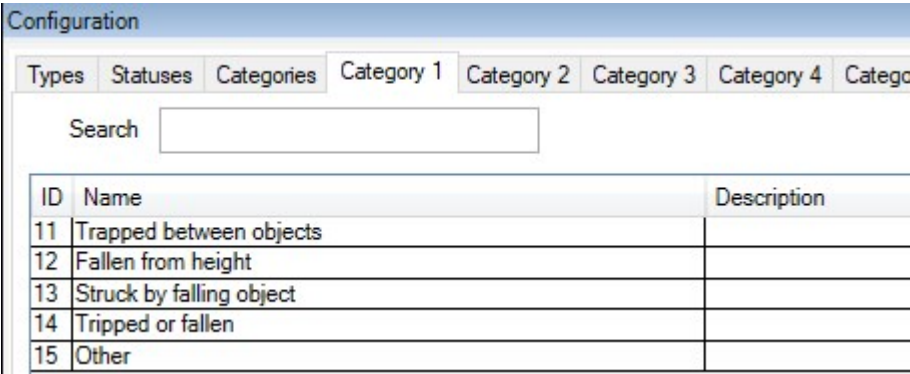 Configuration
Types Statuses Categories Category 1 Category 2 Category 3 Category 4 Catego
Search
ID Name Description
11 Trapped between objects
12 Fallen from height
13 Struck by falling object
14 Tripped or fallen
15 Other